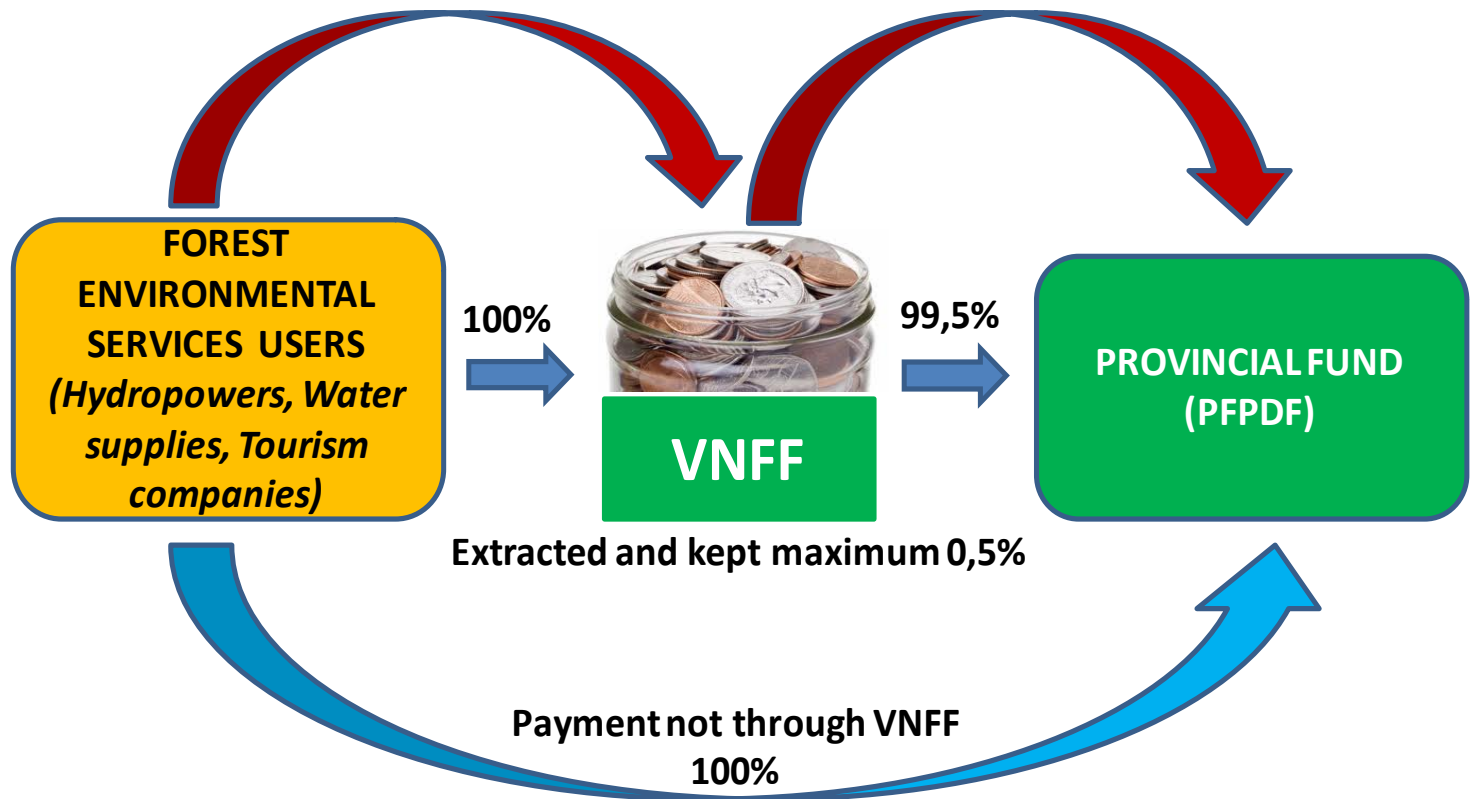 FOREST
ENVIRONMENTAL
SERVICES USERS
(Hydropowers, Water
supplies, Tourism
companies)
100%
VNFF
99,5%
PROVINCIAL FUND
(PFPDF)
Extracted and kept maximum 0,5%
Payment not through VNFF
100%